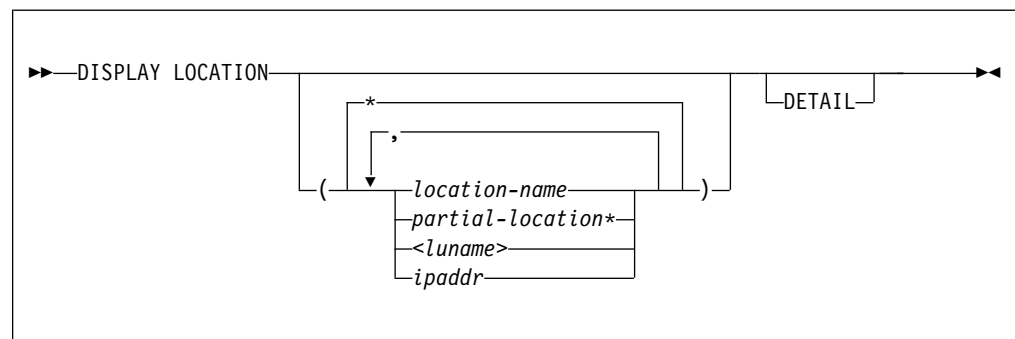 DISPLAY LOCATION
DETAIL
*
,
( location-name )
partial-location*
<luname>
ipaddr